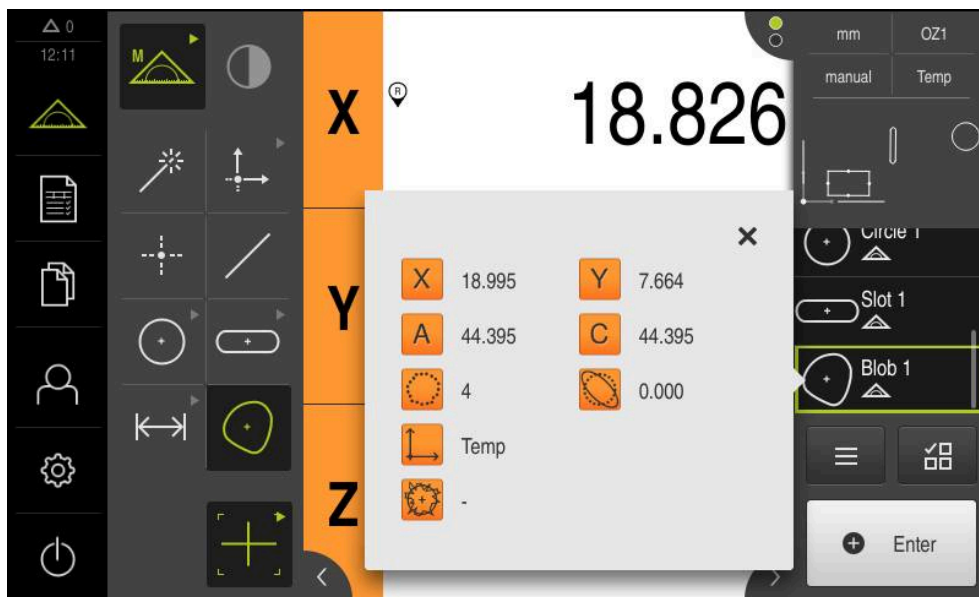 0
12:11
M
X
R
18.826
mm
OZ1
manual
Temp
X
18.995
Y
7.664
A
44.395
C
44.395
4
0.000
Temp
-
Y
Z
Circle 1
Slot 1
Blob 1
Enter